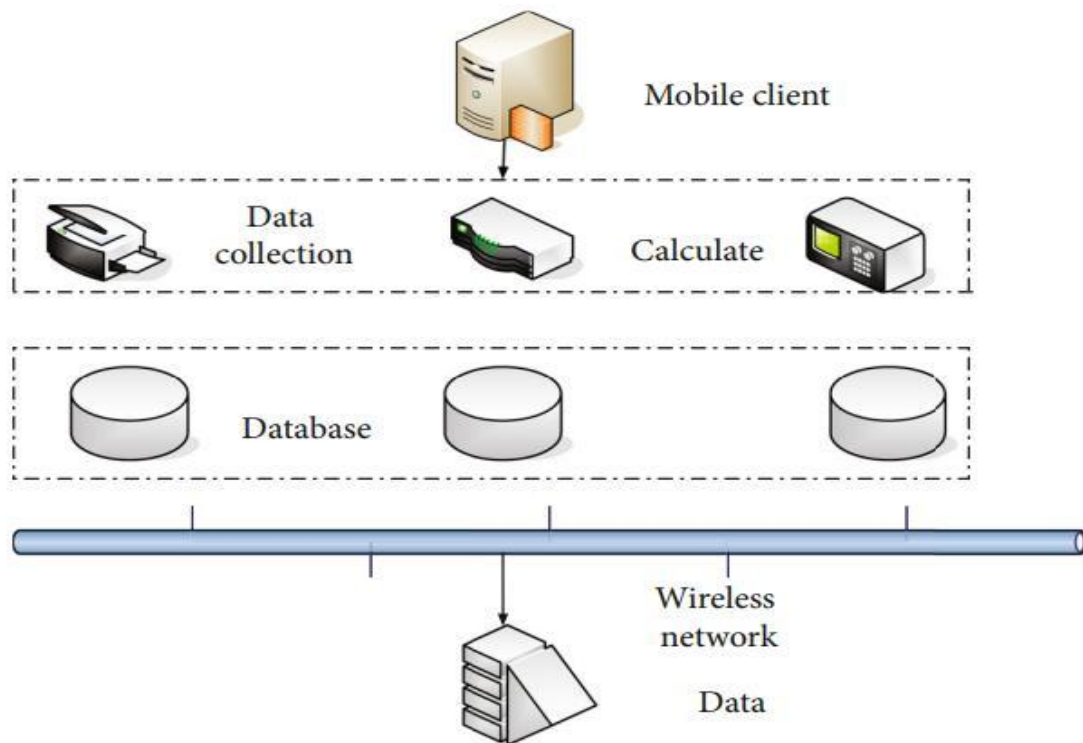 Mobile client
Data
collection
Calculate
Database
Wireless
network
Data